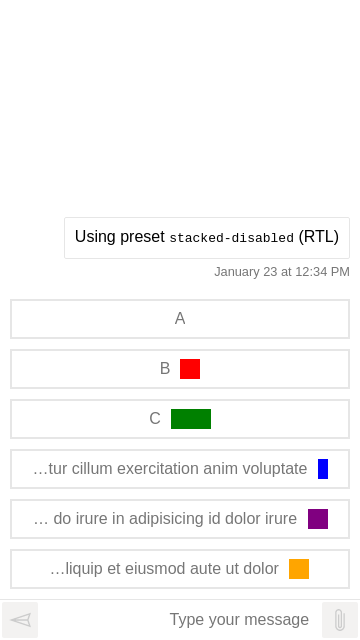 Using preset stacked-disabled (RTL)
January 23 at 12:34 PM
A
B
C
…tur cillum exercitation anim voluptate
… do irure in adipisicing id dolor irure
…liquip et eiusmod aute ut dolor
Type your message